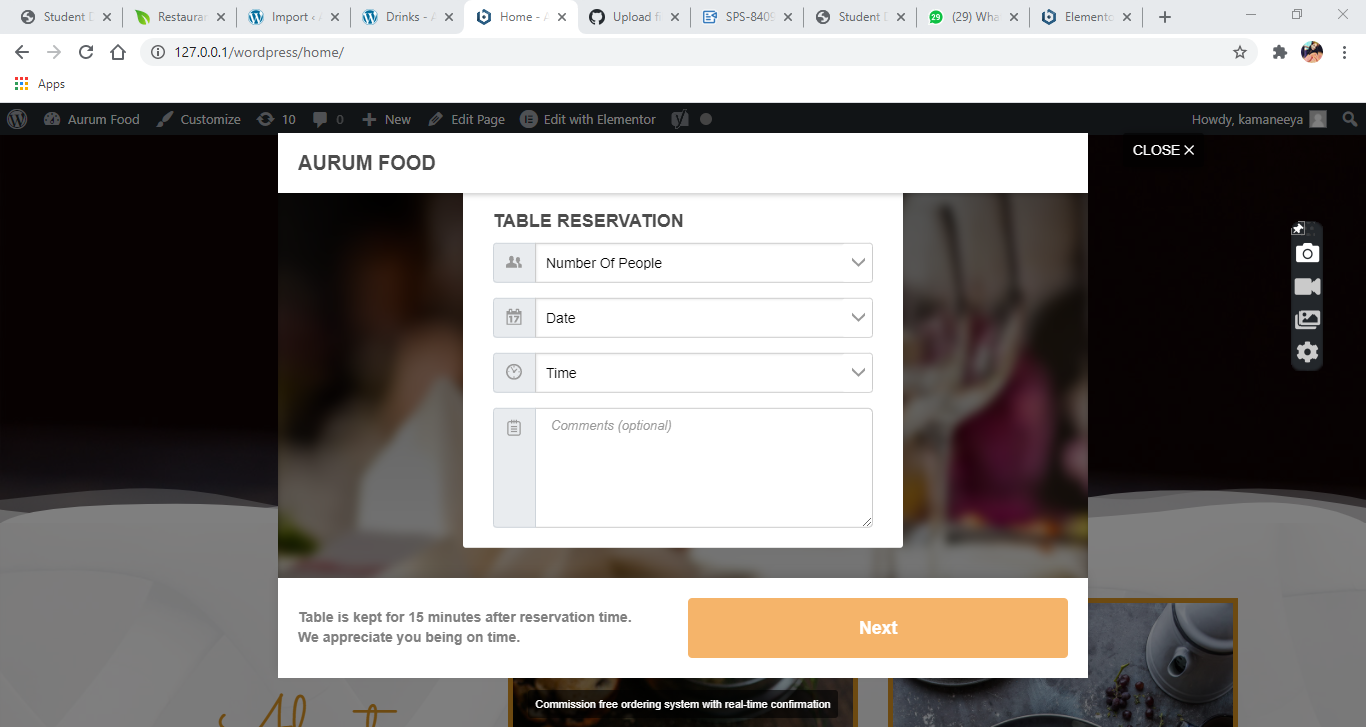 Student D
Restauran
Import ‹ A
Drinks - A
Home - A
Upload fi
SPS-8409
Student D
(29) Wha
Elemento
127.0.0.1/wordpress/home/
Apps
Aurum Food
Customize
10
0
New
Edit Page
Edit with Elementor
Howdy, kamaneeya
AURUM FOOD
CLOSE ×
TABLE RESERVATION
Number Of People
17
Date
Time
Comments (optional)
Table is kept for 15 minutes after reservation time.
We appreciate you being on time.
Next
Commission free ordering system with real-time confirmation